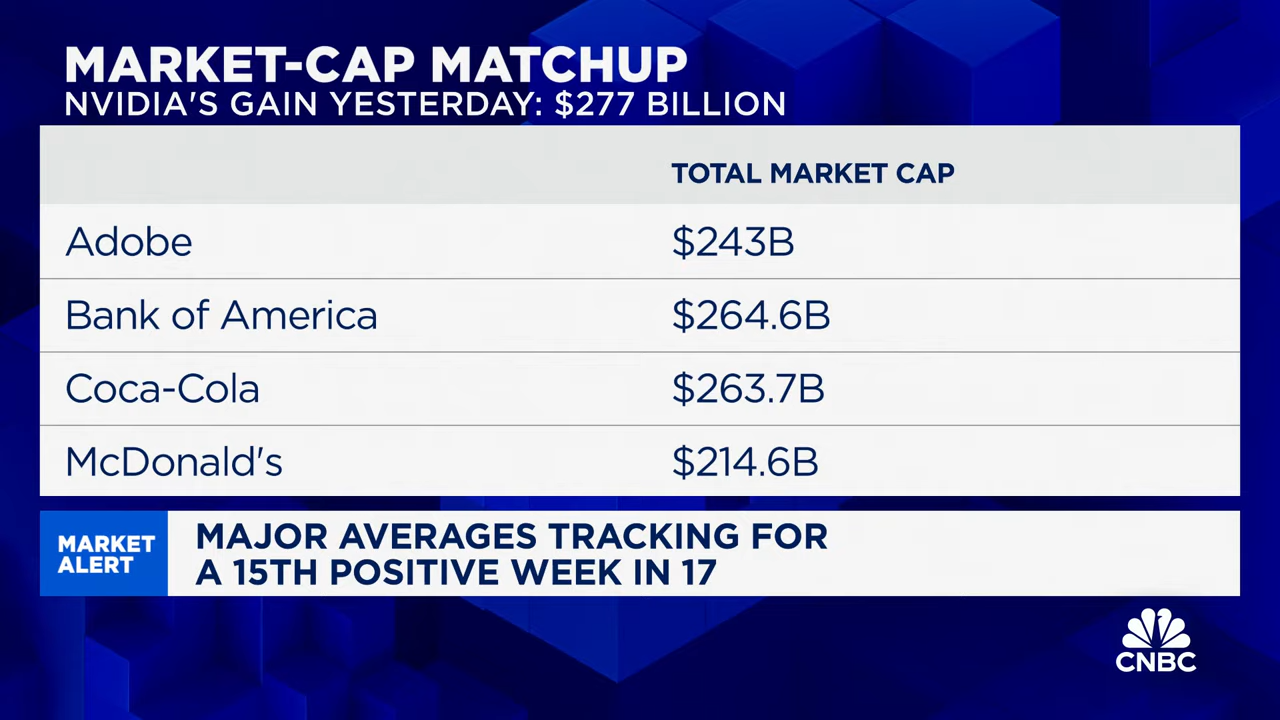 MARKET-CAP MATCHUP
NVIDIA'S GAIN YESTERDAY: $277 BILLION
TOTAL MARKET CAP
Adobe $243B
Bank of America $264.6B
Coca-Cola $263.7B
McDonald's $214.6B
MARKET ALERT
MAJOR AVERAGES TRACKING FOR
A 15TH POSITIVE WEEK IN 17
CNBC